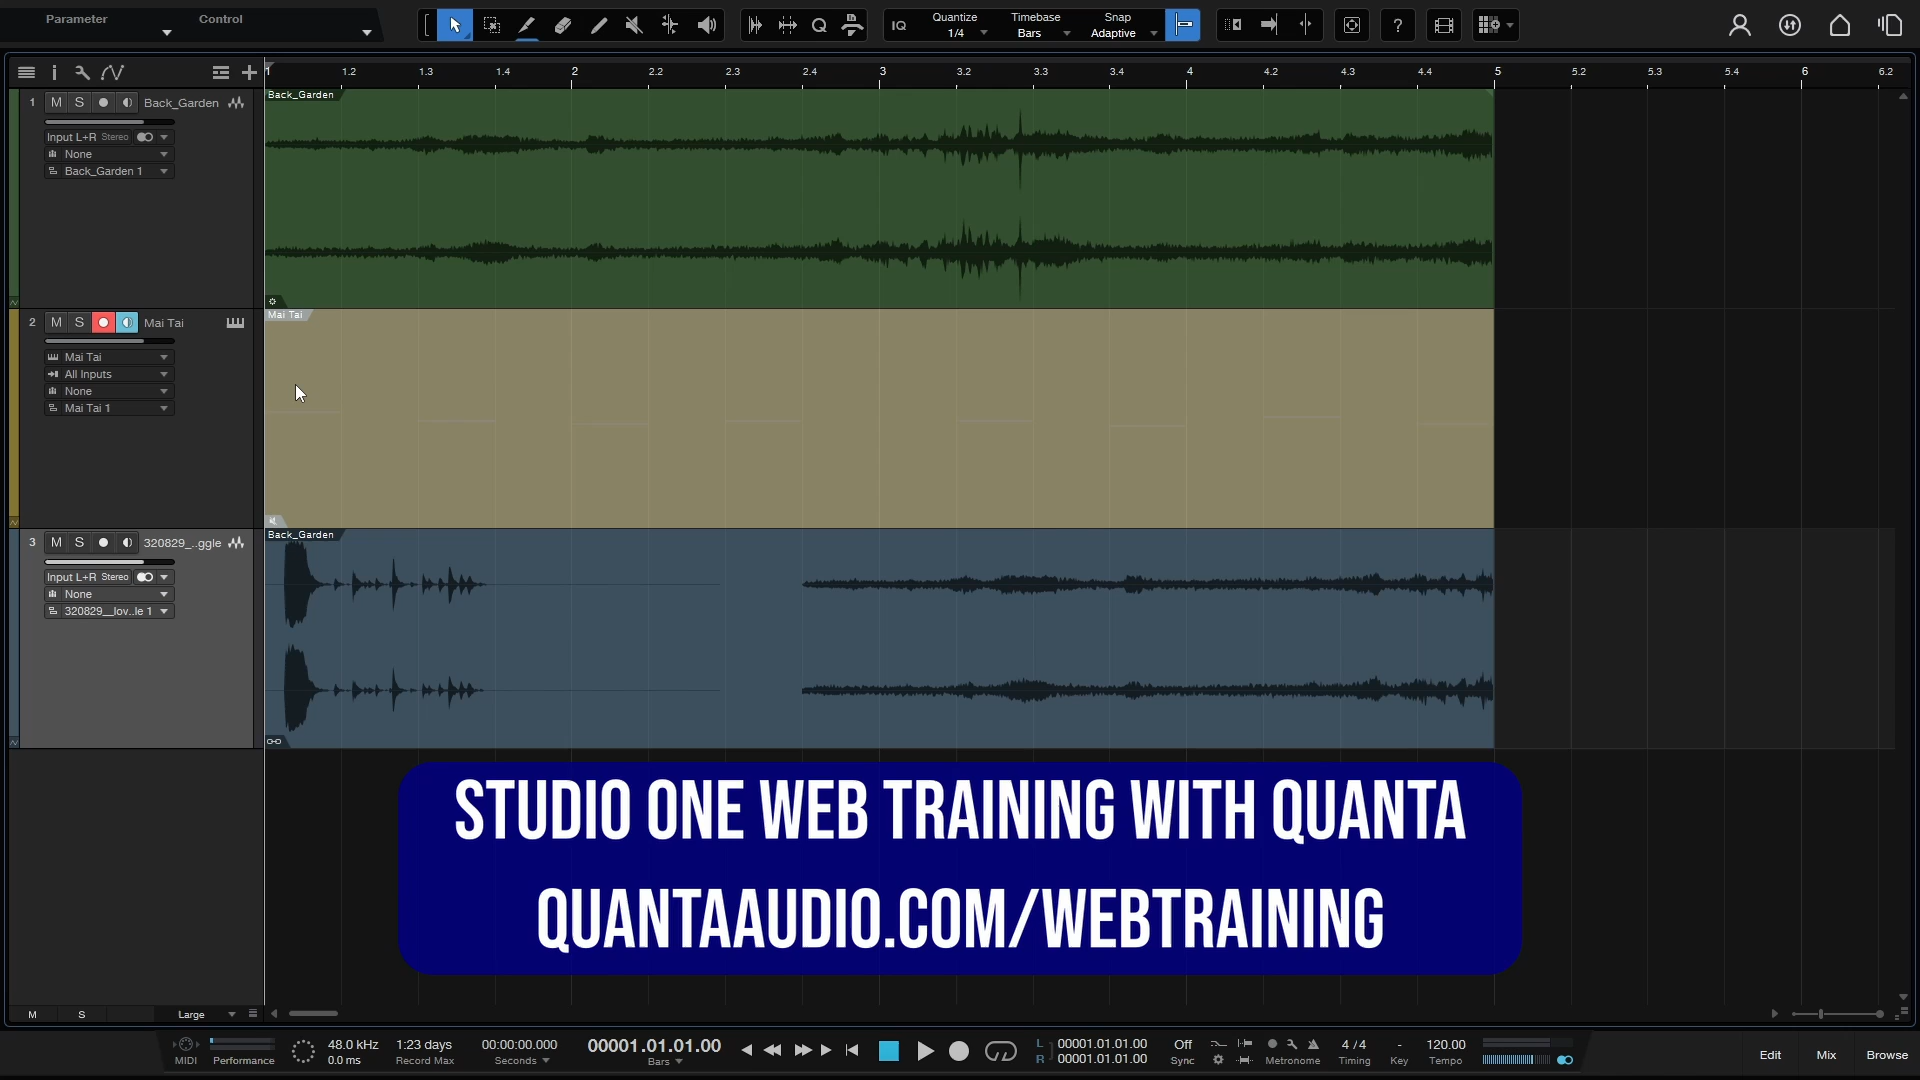 Parameter
Control
IQ
Quantize
1/4
Timebase
Bars
Snap
Adaptive
?
1
1.2
1.3
1.4
2
2.2
2.3
2.4
3
3.2
3.3
3.4
4
4.2
4.3
4.4
5
5.2
5.3
5.4
6
6.2
1
M
S
Back_Garden
Input L+R Stereo
None
Back_Garden 1
Back_Garden
2
M
S
Mai Tai
Mai Tai
All Inputs
None
Mai Tai 1
Mai Tai
3
M
S
320829_..ggle
Input L+R Stereo
None
320829__lov..le 1
Back_Garden
STUDIO ONE WEB TRAINING WITH QUANTA
QUANTAAUDIO.COM/WEBTRAINING
M
S
Large
MIDI
Performance
48.0 kHz
0.0 ms
1:23 days
Record Max
00:00:00.000
Seconds
00001.01.01.00
Bars
L
R
00001.01.01.00
00001.01.01.00
Off
Sync
Metronome
4 / 4
Timing
-
Key
120.00
Tempo
Edit
Mix
Browse